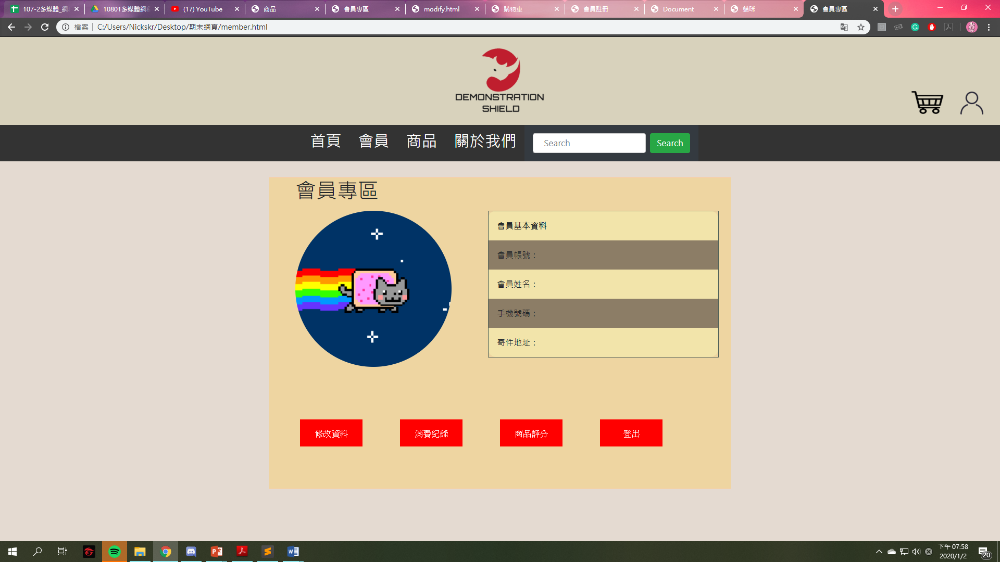 107-2多媒體_網
10801多媒體網
(17) YouTube
商品
會員專區
modify.html
購物車
會員註冊
Document
貓咪
會員專區
檔案
C:/Users/Nickskr/Desktop/期末網頁/member.html
DEMONSTRATION
SHIELD
首頁
會員
商品
關於我們
Search
Search
會員專區
會員基本資料
會員帳號：
會員姓名：
手機號碼：
寄件地址：
修改資料
消費紀錄
商品評分
登出
下午 07:58
2020/1/2
20